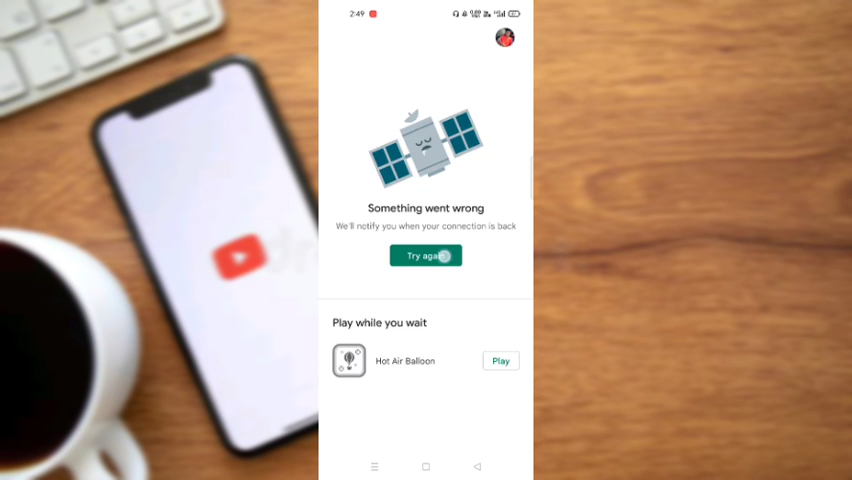 2:49
Something went wrong
We'll notify you when your connection is back
Try again
Play while you wait
Hot Air Balloon
Play